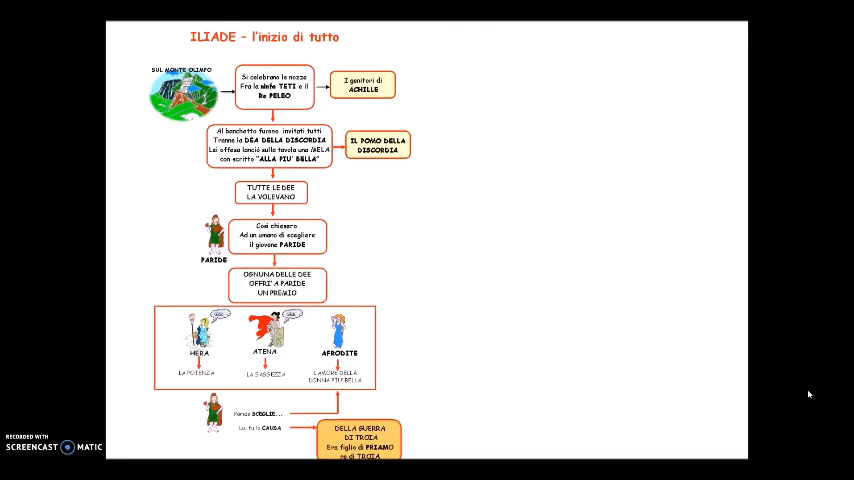 ILIADE – l'inizio di tutto
SUL MONTE OLIMPO
Si celebrano le nozze
Fra la ninfa TETI e il
Re PELEO
I genitori di
ACHILLE
Al banchetto furono invitati tutti
Tranne la DEA DELLA DISCORDIA
Lei offesa lanciò sulla tavola una MELA
con scritto "ALLA PIU' BELLA"
IL POMO DELLA
DISCORDIA
TUTTE LE DEE
LA VOLEVANO
Così chiesero
Ad un umano di scegliere
il giovane PARIDE
PARIDE
OGNUNA DELLE DEE
OFFRI' A PARIDE
UN PREMIO
HERA
ATENA
AFRODITE
LA POTENZA
LA SAGGEZZA
L'AMORE DELLA
DONNA PIU' BELLA
Paride SCEGLIE...
Lui fu la CAUSA
DELLA GUERRA
DI TROIA
Era figlio di PRIAMO
re di TROIA
RECORDED WITH
SCREENCAST MATIC